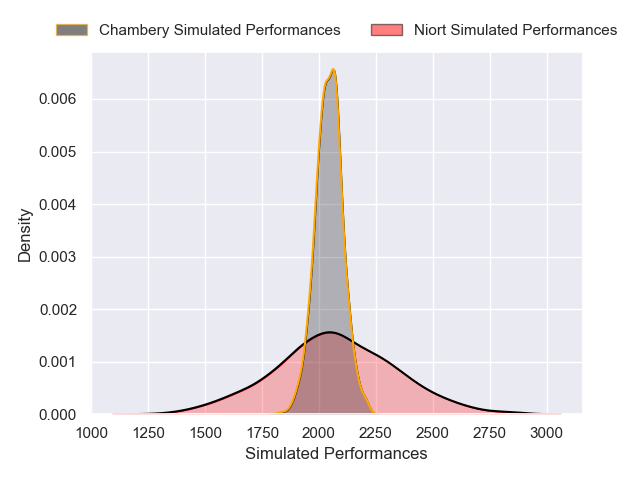 Chambery Simulated Performances
Niort Simulated Performances
Density
0.006
0.005
0.004
0.003
0.002
0.001
0.000
1000 1250 1500 1750 2000 2250 2500 2750 3000
Simulated Performances